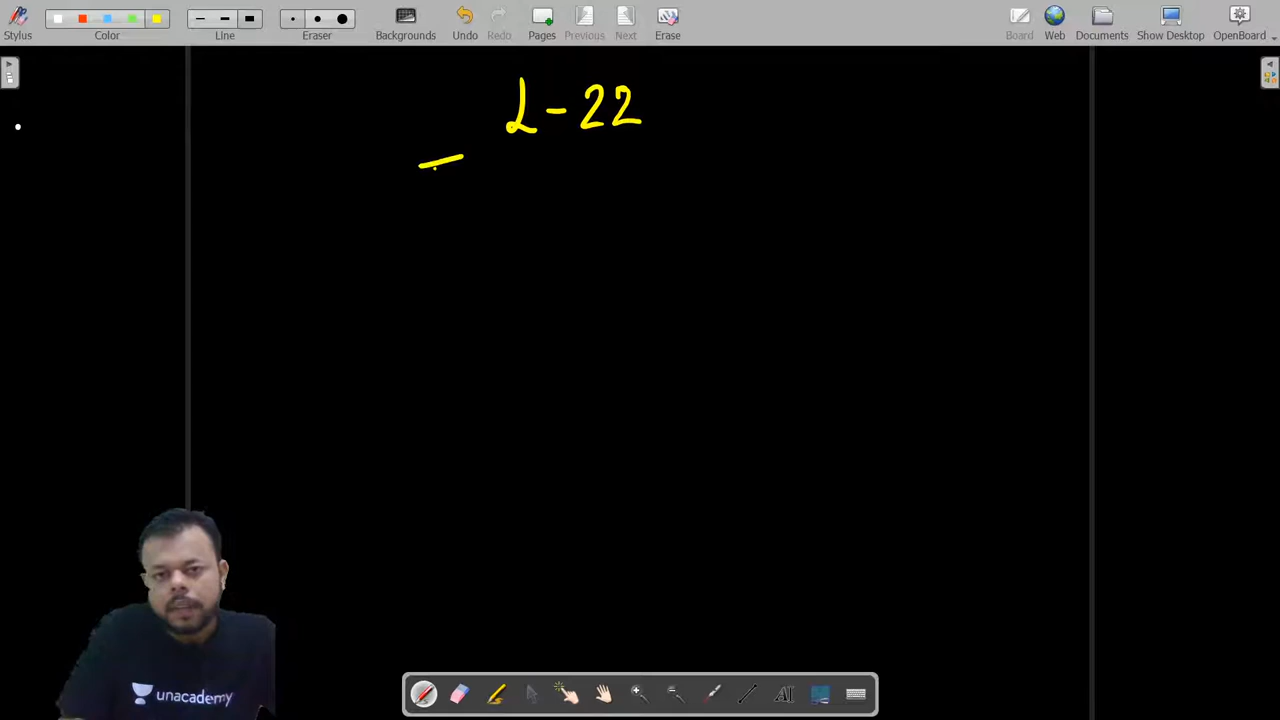 Stylus Color Line Eraser Backgrounds Undo Redo Pages Previous Next Erase Board Web Documents Show Desktop OpenBoard
L - 22
unacademy
AI